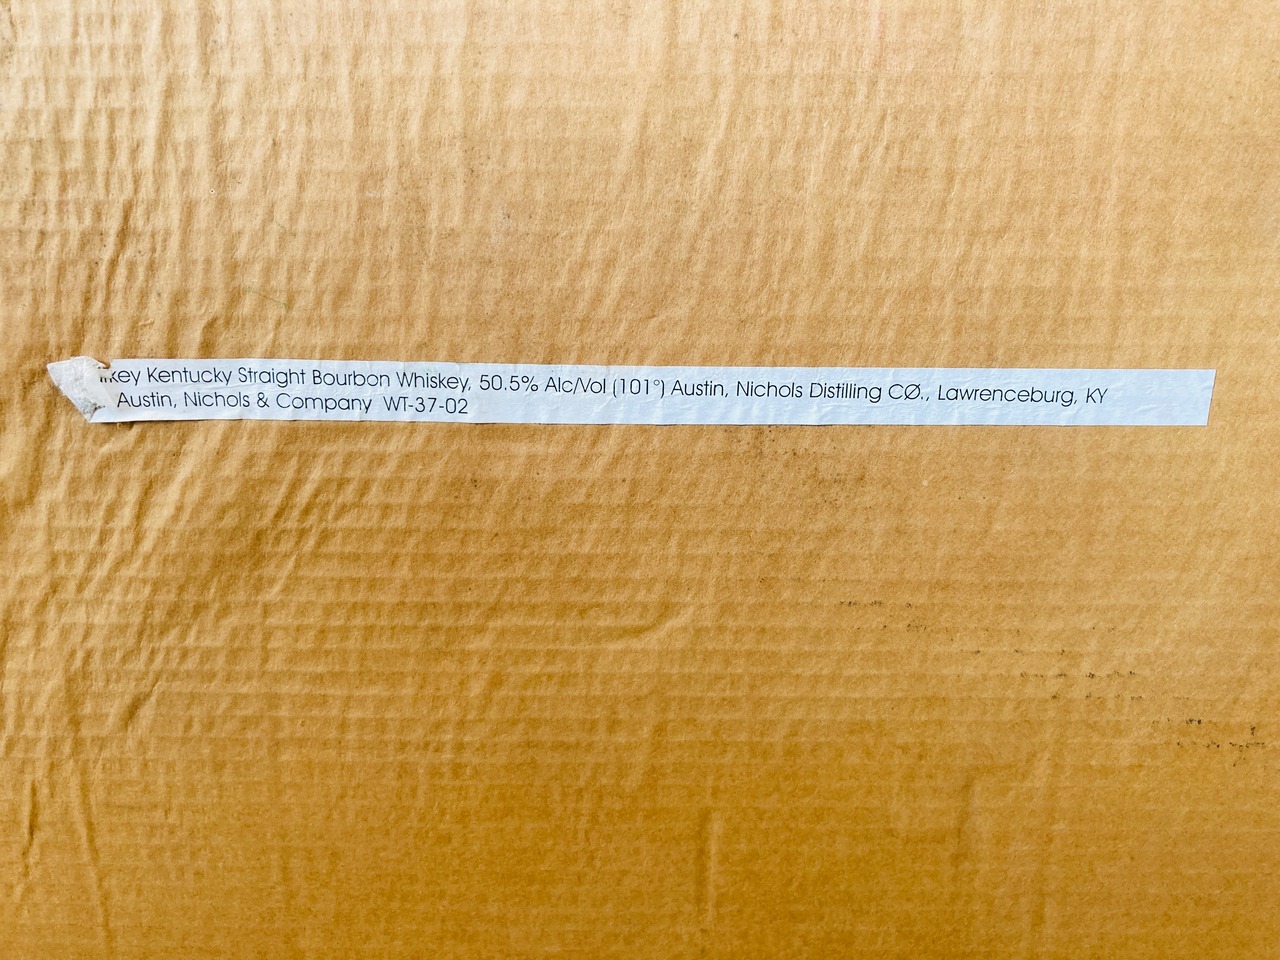 Kentucky Straight Bourbon Whiskey, 50.5% Alc/Vol (101°) Austin, Nichols Distilling CØ., Lawrenceburg, KY
Austin, Nichols & Company WT-37-02